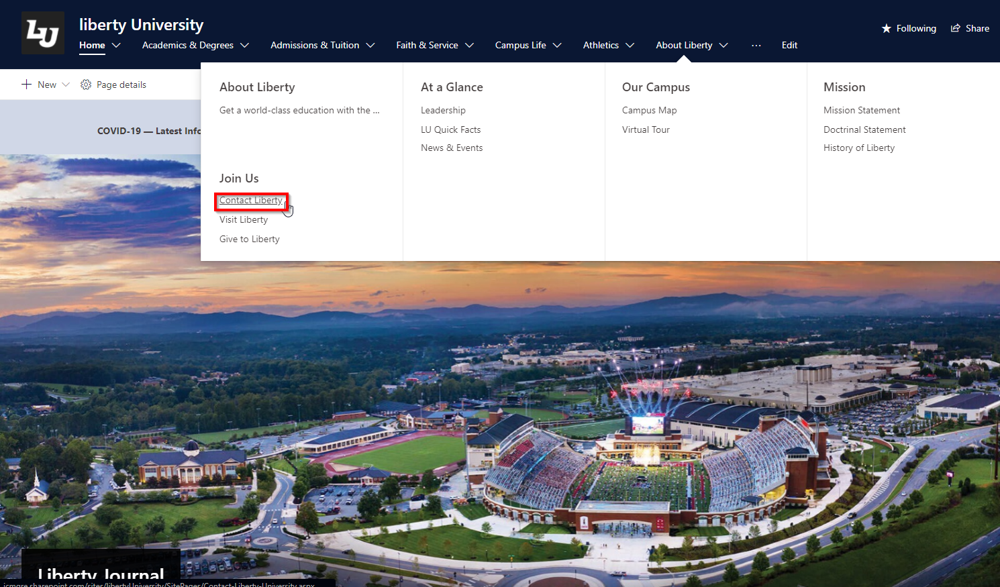 LU
liberty University
Home
Academics & Degrees
Admissions & Tuition
Faith & Service
Campus Life
Athletics
About Liberty
...
Edit
Following
Share
New
Page details
COVID-19 — Latest Info
About Liberty
Get a world-class education with the ...
At a Glance
Leadership
LU Quick Facts
News & Events
Our Campus
Campus Map
Virtual Tour
Mission
Mission Statement
Doctrinal Statement
History of Liberty
Join Us
Contact Liberty
Visit Liberty
Give to Liberty
Liberty Journal
jcmgre.sharepoint.com/sites/libertyUniversity/SitePages/Contact-Liberty-University.aspx